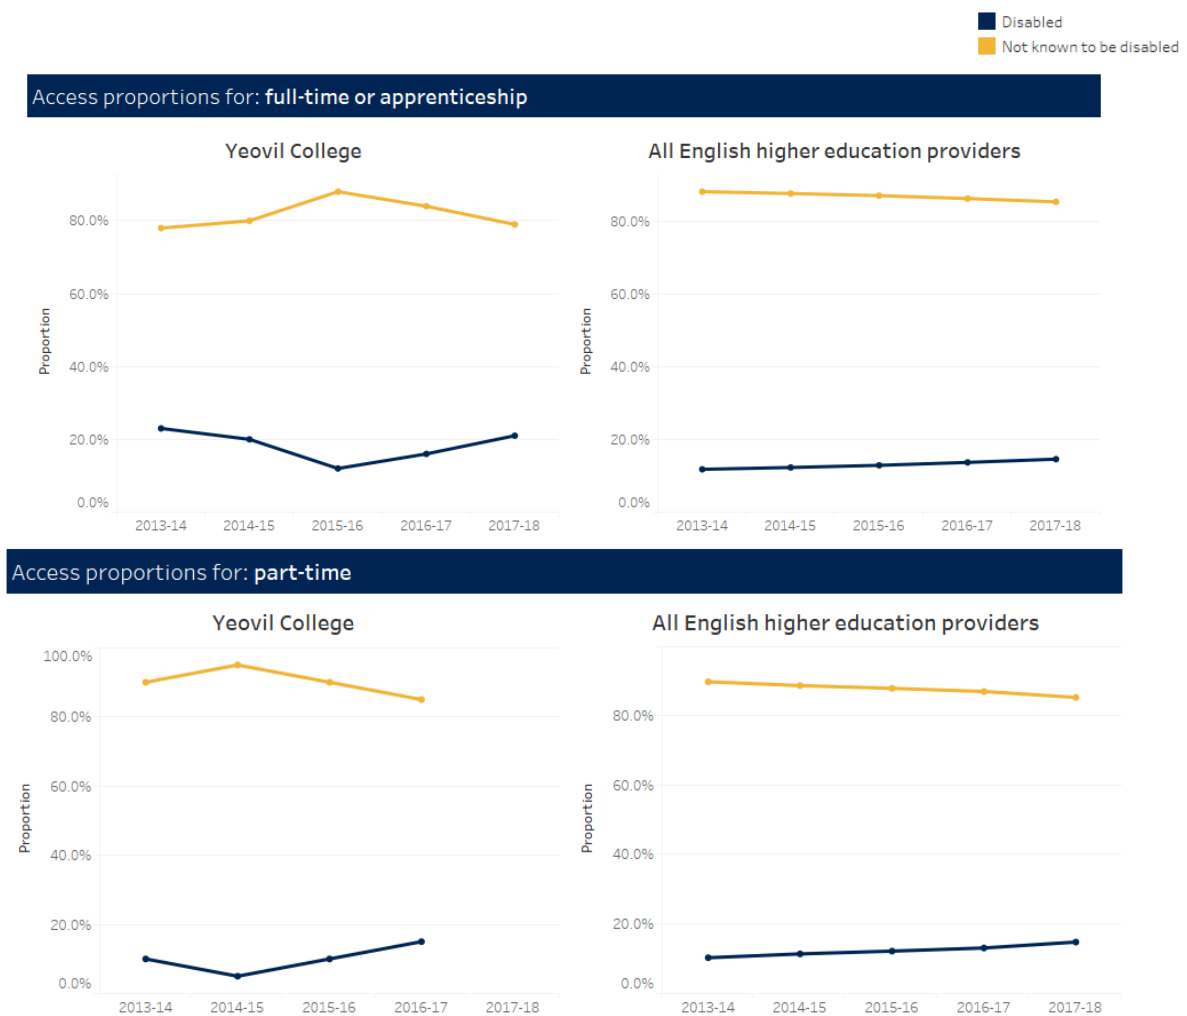 Disabled
Not known to be disabled
Access proportions for: full-time or apprenticeship
Yeovil College
All English higher education providers
Proportion
80.0%
60.0%
40.0%
20.0%
0.0%
2013-14 2014-15 2015-16 2016-17 2017-18
Proportion
80.0%
60.0%
40.0%
20.0%
0.0%
2013-14 2014-15 2015-16 2016-17 2017-18
Access proportions for: part-time
Yeovil College
All English higher education providers
Proportion
100.0%
80.0%
60.0%
40.0%
20.0%
0.0%
2013-14 2014-15 2015-16 2016-17 2017-18
Proportion
80.0%
60.0%
40.0%
20.0%
0.0%
2013-14 2014-15 2015-16 2016-17 2017-18